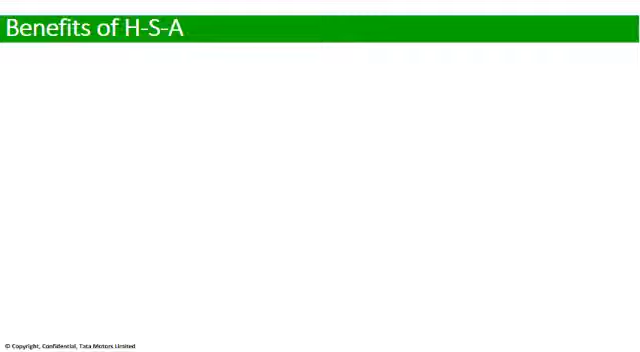 Benefits of H-S-A
© Copyright, Confidential, Tata Motors Limited